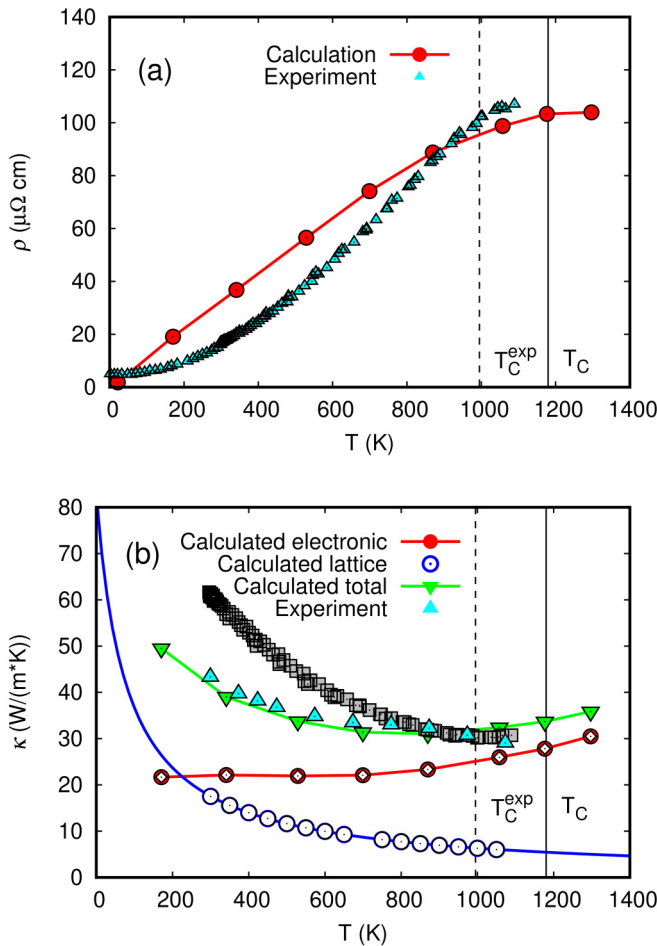 140
120
100
80
60
40
20
0
ρ (μΩ cm)
(a)
Calculation
Experiment
T_C^exp
T_C
0 200 400 600 800 1000 1200 1400
T (K)
80
70
60
50
40
30
20
10
0
κ (W/(m*K)
(b)
Calculated electronic
Calculated lattice
Calculated total
Experiment
T_C^exp
T_C
200 400 600 800 1000 1200 1400
T (K)